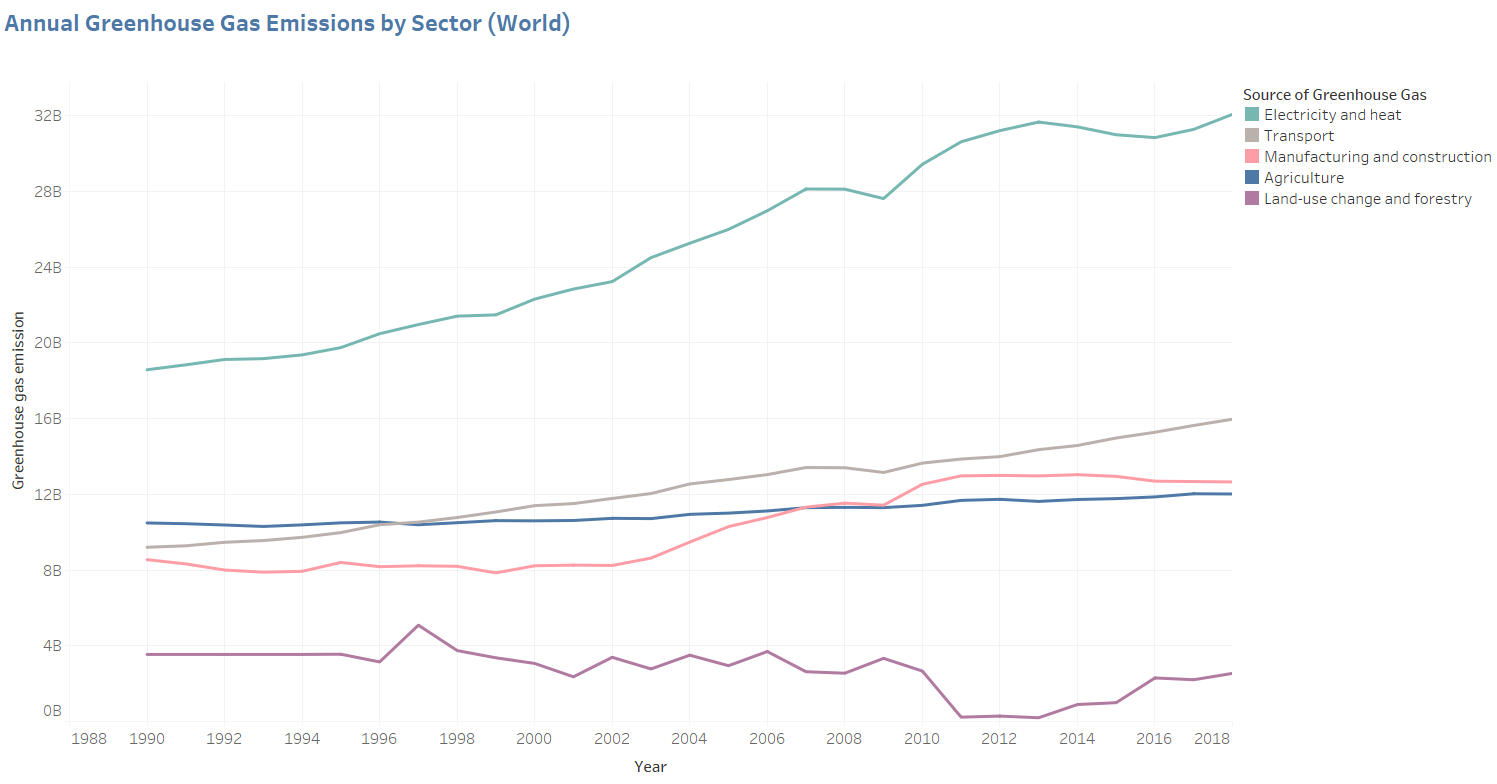 Annual Greenhouse Gas Emissions by Sector (World)
Source of Greenhouse Gas
Electricity and heat
Transport
Manufacturing and construction
Agriculture
Land-use change and forestry
Greenhouse gas emission
32B
28B
24B
20B
16B
12B
8B
4B
0B
1988 1990 1992 1994 1996 1998 2000 2002 2004 2006 2008 2010 2012 2014 2016 2018
Year